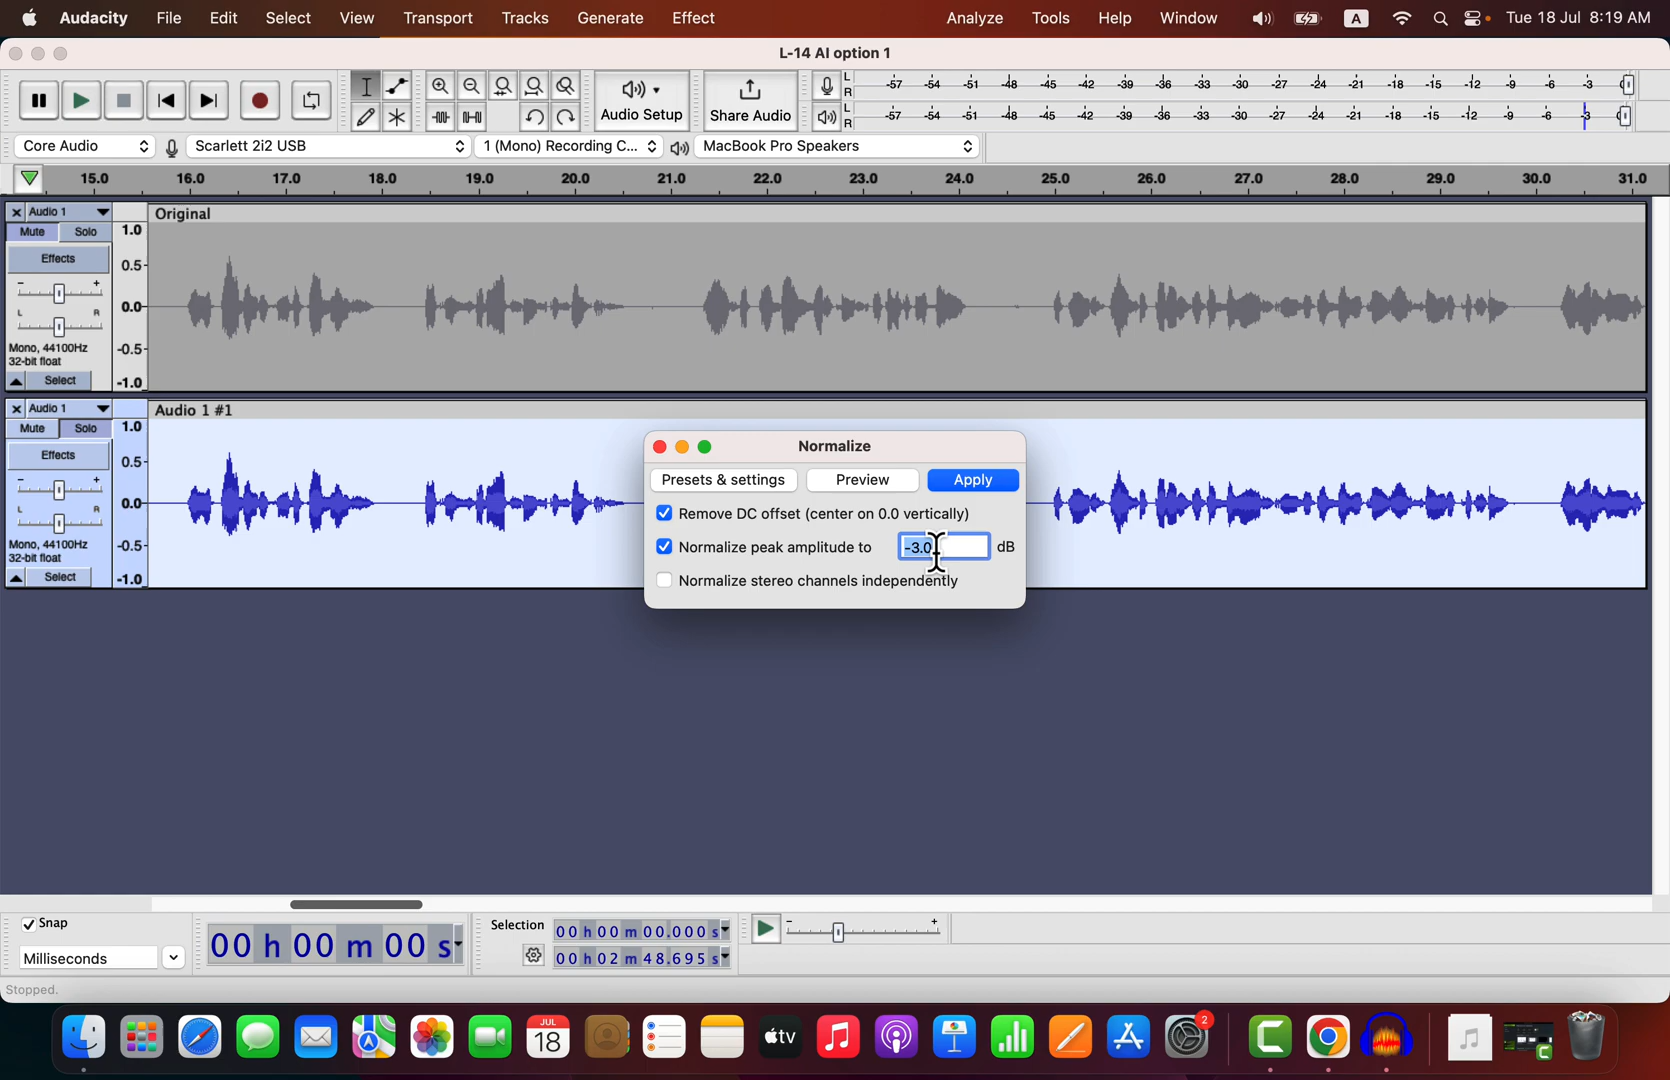 Audacity File Edit Select View Transport Tracks Generate Effect Analyze Tools Help Window A Tue 18 Jul 8:19 AM
L-14 AI option 1
L -57 -54 -51 -48 -45 -42 -39 -36 -33 -30 -27 -24 -21 -18 -15 -12 -9 -6 -3
R
Audio Setup Share Audio
L -57 -54 -51 -48 -45 -42 -39 -36 -33 -30 -27 -24 -21 -18 -15 -12 -9 -6 -3
R
Core Audio Scarlett 2i2 USB 1 (Mono) Recording C... MacBook Pro Speakers
15.0 16.0 17.0 18.0 19.0 20.0 21.0 22.0 23.0 24.0 25.0 26.0 27.0 28.0 29.0 30.0 31.0
Audio 1 Original
Mute Solo 1.0
Effects 0.5
- +
L R 0.0
Mono, 44100Hz
32-bit float -0.5
Select -1.0
Audio 1 Audio 1 #1
Mute Solo 1.0
Effects 0.5
- +
L R 0.0
Mono, 44100Hz
32-bit float -0.5
Select -1.0
Normalize
Presets & settings Preview Apply
Remove DC offset (center on 0.0 vertically)
Normalize peak amplitude to -3.0 dB
Normalize stereo channels independently
Snap
Milliseconds
00 h 00 m 00 s
Selection 00 h 00 m 00.000 s
00 h 02 m 48.695 s
- +
Stopped.
JUL
18
tv
2